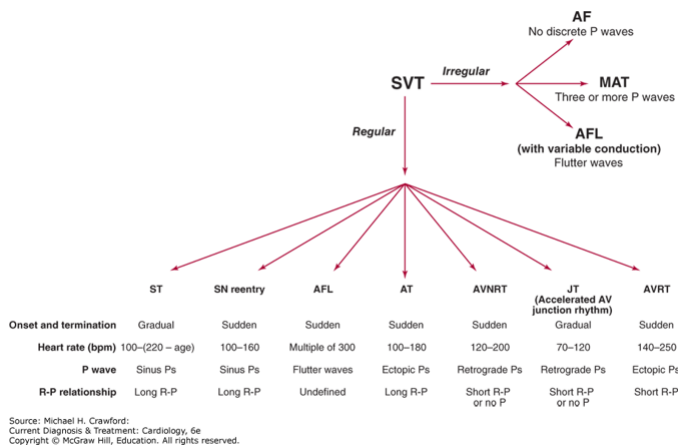 AF
No discrete P waves
Irregular
SVT
MAT
Three or more P waves
Regular
AFL
(with variable conduction)
Flutter waves
ST SN reentry AFL AT AVNRT JT AVRT
(Accelerated AV
junction rhythm)
Onset and termination Gradual Sudden Sudden Sudden Sudden Gradual Sudden
Heart rate (bpm) 100–(220 – age) 100–160 Multiple of 300 100–180 120–200 70–120 140–250
P wave Sinus Ps Sinus Ps Flutter waves Ectopic Ps Retrograde Ps Retrograde Ps Ectopic Ps
R-P relationship Long R-P Long R-P Undefined Long R-P Short R-P Short R-P Short R-P
or no P or no P
Source: Michael H. Crawford:
Current Diagnosis & Treatment: Cardiology, 6e
Copyright © McGraw Hill, Education. All rights reserved.